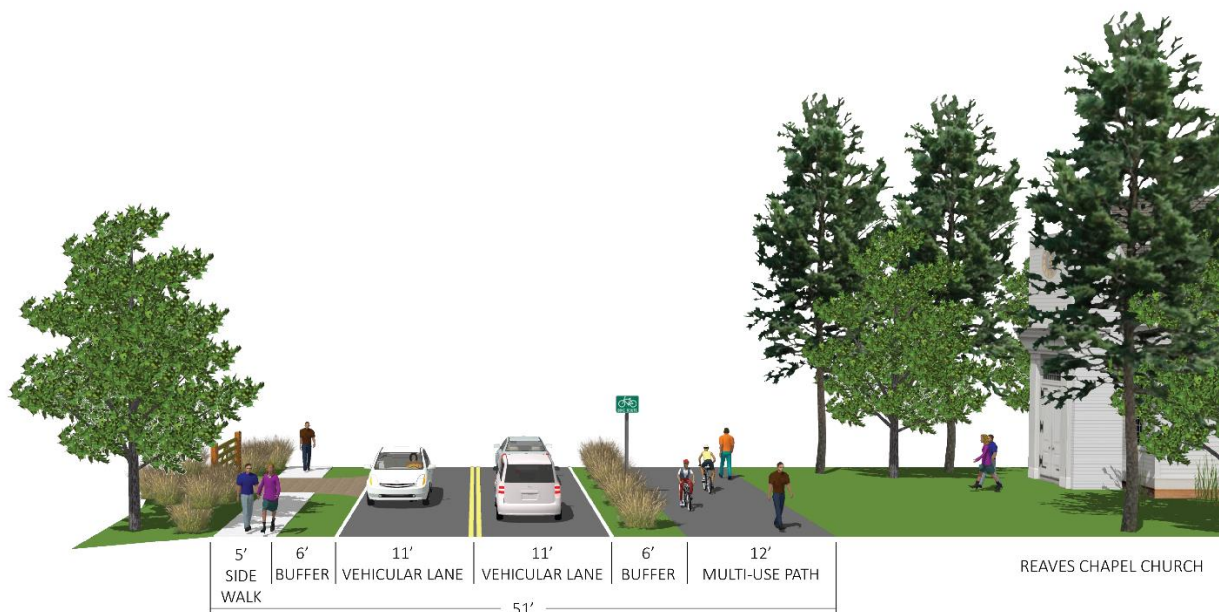 5'
SIDE
WALK
6'
BUFFER
11'
VEHICULAR LANE
11'
VEHICULAR LANE
6'
BUFFER
12'
MULTI-USE PATH
REAVES CHAPEL CHURCH
51'